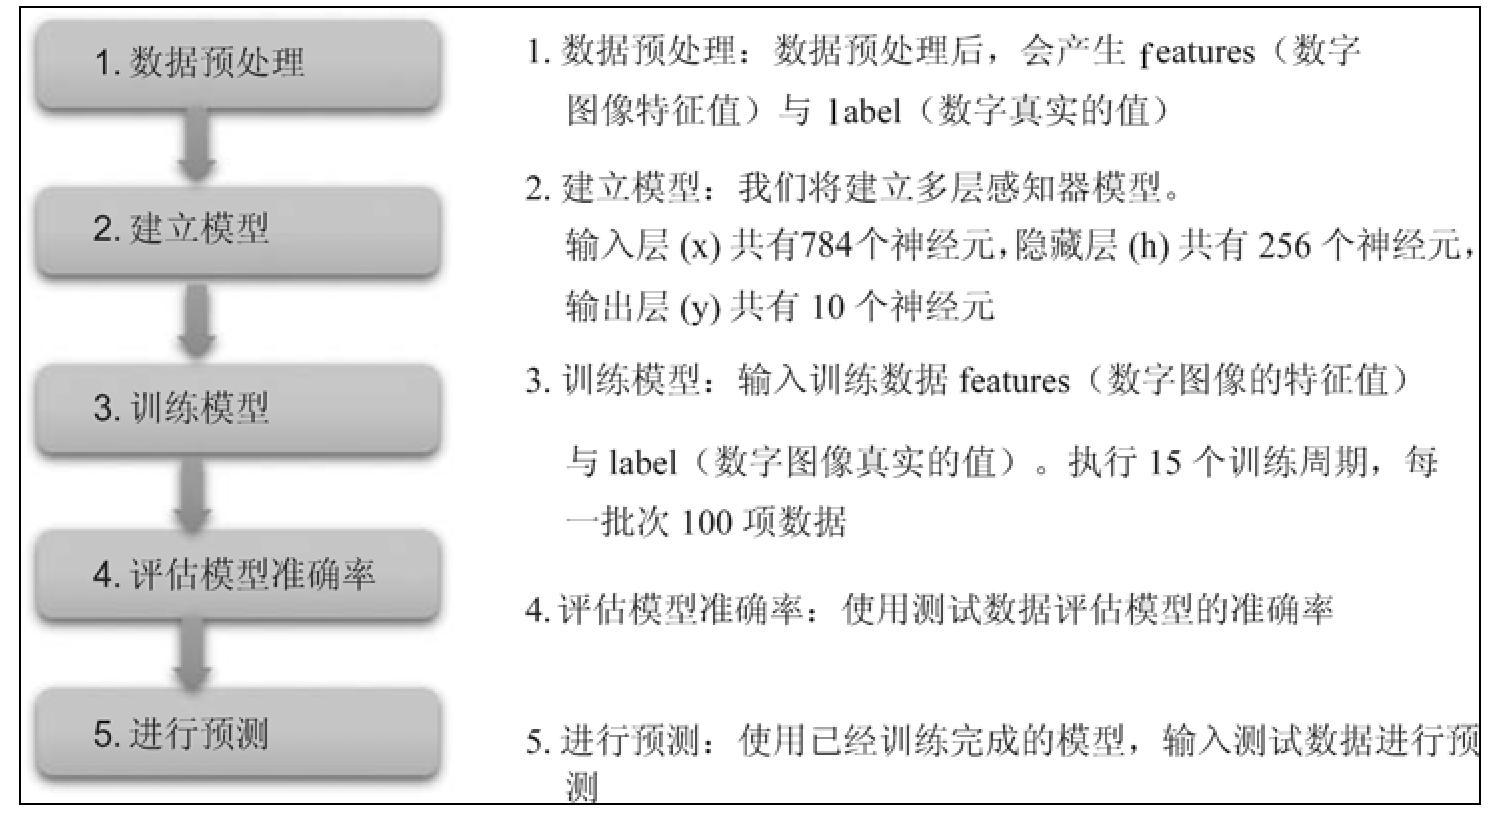 1. 数据预处理
2. 建立模型
3. 训练模型
4. 评估模型准确率
5. 进行预测
1. 数据预处理：数据预处理后，会产生 features（数字
图像特征值）与 label（数字真实的值）
2. 建立模型：我们将建立多层感知器模型。
输入层 (x) 共有784个神经元，隐藏层 (h) 共有 256 个神经元，
输出层 (y) 共有 10 个神经元
3. 训练模型：输入训练数据 features（数字图像的特征值）
与 label（数字图像真实的值）。执行 15 个训练周期，每
一批次 100 项数据
4. 评估模型准确率：使用测试数据评估模型的准确率
5. 进行预测：使用已经训练完成的模型，输入测试数据进行预
测